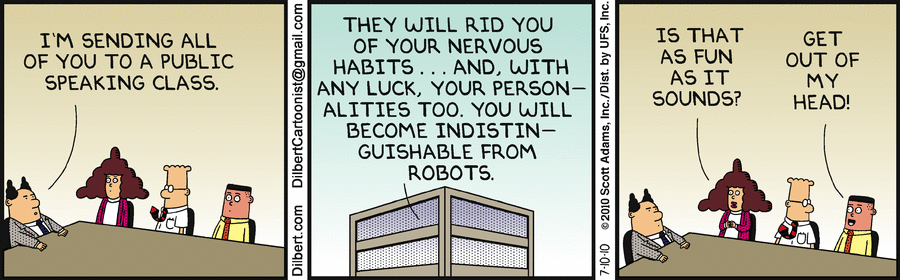 I'M SENDING ALL
OF YOU TO A PUBLIC
SPEAKING CLASS.
Dilbert.com DilbertCartoonist@gmail.com
THEY WILL RID YOU
OF YOUR NERVOUS
HABITS... AND, WITH
ANY LUCK, YOUR PERSON-
ALITIES TOO. YOU WILL
BECOME INDISTIN-
GUISHABLE FROM
ROBOTS.
7-10-10 © 2010 Scott Adams, Inc./Dist. by UFS, Inc.
IS THAT
AS FUN
AS IT
SOUNDS?
GET
OUT OF
MY
HEAD!